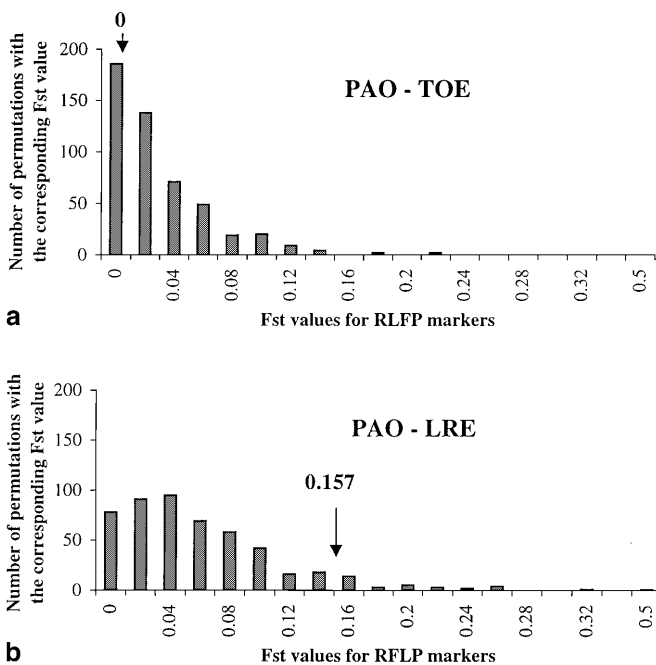 0
200
150
100
50
0
Number of permutations with
the corresponding Fst value
PAO - TOE
0 0.04 0.08 0.12 0.16 0.2 0.24 0.28 0.32 0.5
a
Fst values for RLFP markers
200
150
100
50
0
Number of permutations with
the corresponding Fst value
PAO - LRE
0.157
0 0.04 0.08 0.12 0.16 0.2 0.24 0.28 0.32 0.5
b
Fst values for RFLP markers